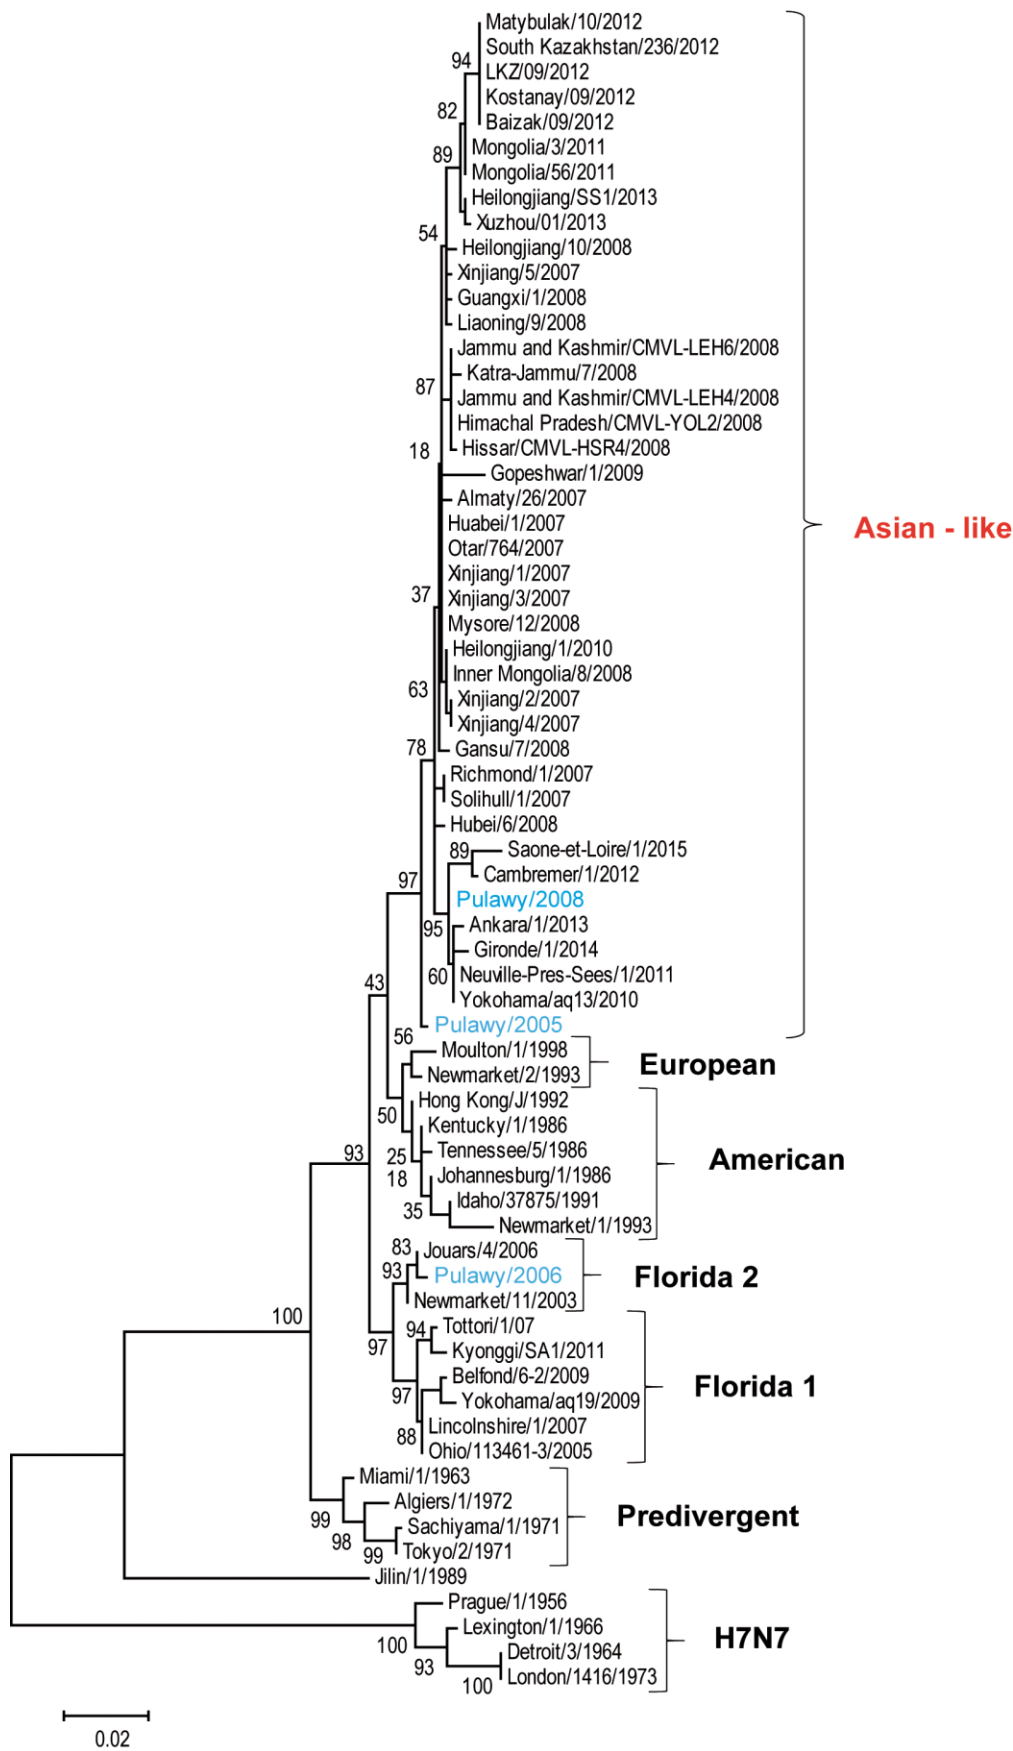 Matybulak/10/2012
South Kazakhstan/236/2012
94
LKZ/09/2012
Kostanay/09/2012
82
Baizak/09/2012
Mongolia/3/2011
89
Mongolia/56/2011
Heilongjiang/SS1/2013
Xuzhou/01/2013
54
Heilongjiang/10/2008
Xinjiang/5/2007
Guangxi/1/2008
Liaoning/9/2008
Jammu and Kashmir/CMVL-LEH6/2008
Katra-Jammu/7/2008
87
Jammu and Kashmir/CMVL-LEH4/2008
Himachal Pradesh/CMVL-YOL2/2008
18
Hissar/CMVL-HSR4/2008
Gopeshwar/1/2009
Almaty/26/2007
Huabei/1/2007
Asian - like
Otar/764/2007
Xinjiang/1/2007
37
Xinjiang/3/2007
Mysore/12/2008
Heilongjiang/1/2010
Inner Mongolia/8/2008
63
Xinjiang/2/2007
Xinjiang/4/2007
78
Gansu/7/2008
Richmond/1/2007
Solihull/1/2007
Hubei/6/2008
89
Saone-et-Loire/1/2015
Cambremer/1/2012
97
Pulawy/2008
95
Ankara/1/2013
Gironde/1/2014
60
Neuville-Pres-Sees/1/2011
43
Yokohama/aq13/2010
Pulawy/2005
56
Moulton/1/1998
European
Newmarket/2/1993
Hong Kong/J/1992
50
Kentucky/1/1986
Tennessee/5/1986
25
American
18
Johannesburg/1/1986
93
Idaho/37875/1991
35
Newmarket/1/1993
83
Jouars/4/2006
93
Pulawy/2006
Florida 2
Newmarket/11/2003
100
94
Tottori/1/07
97
Kyonggi/SA1/2011
Belfond/6-2/2009
Florida 1
97
Yokohama/aq19/2009
Lincolnshire/1/2007
88
Ohio/113461-3/2005
Miami/1/1963
Algiers/1/1972
99
Sachiyama/1/1971
Predivergent
98
99
Tokyo/2/1971
Jilin/1/1989
Prague/1/1956
Lexington/1/1966
100
H7N7
Detroit/3/1964
93
London/1416/1973
100
0.02